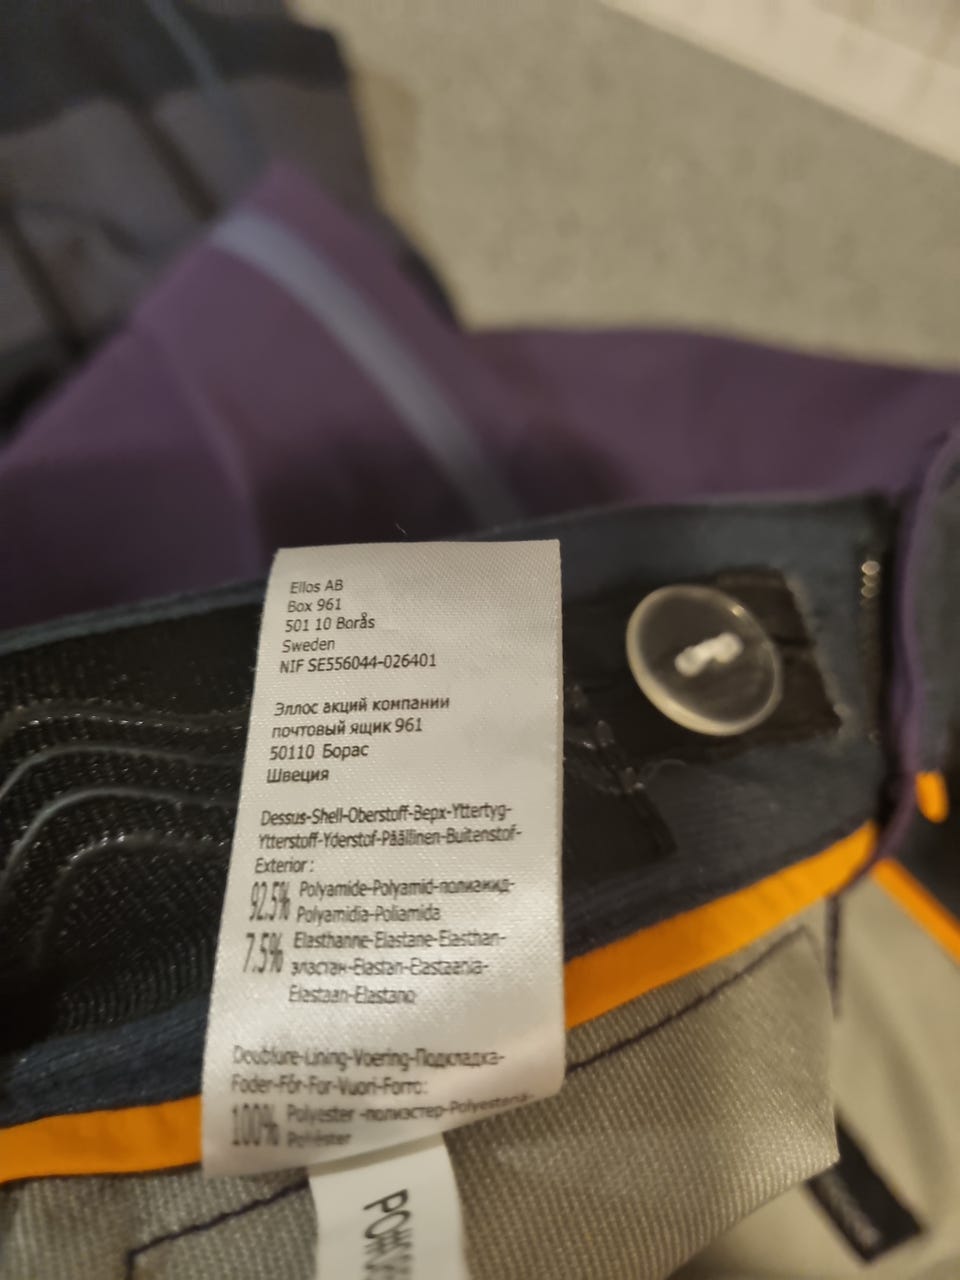 Ellos AB
Box 961
501 10 Borås
Sweden
NIF SE556044-026401
Эллос акций компании
почтовый ящик 961
50110 Борас
Швеция
Dessus-Shell-Oberstoff-Верх-Yttertyg-
Ytterstoff-Yderstof-Päällinen-Buitenstof-
Exterior:
92.5% Polyamide-Polyamid-полиамид-
Polyamidia-Poliamida
7.5% Elasthanne-Elastane-Elasthan-
эластан-Elastan-Elastaania-
Elastaan-Elastano
Doublure-Lining-Voering-Подкладка-
Foder-Fôr-For-Vuori-Forro:
100% Polyester-полиэстер-Polyesteria-
Poliéster